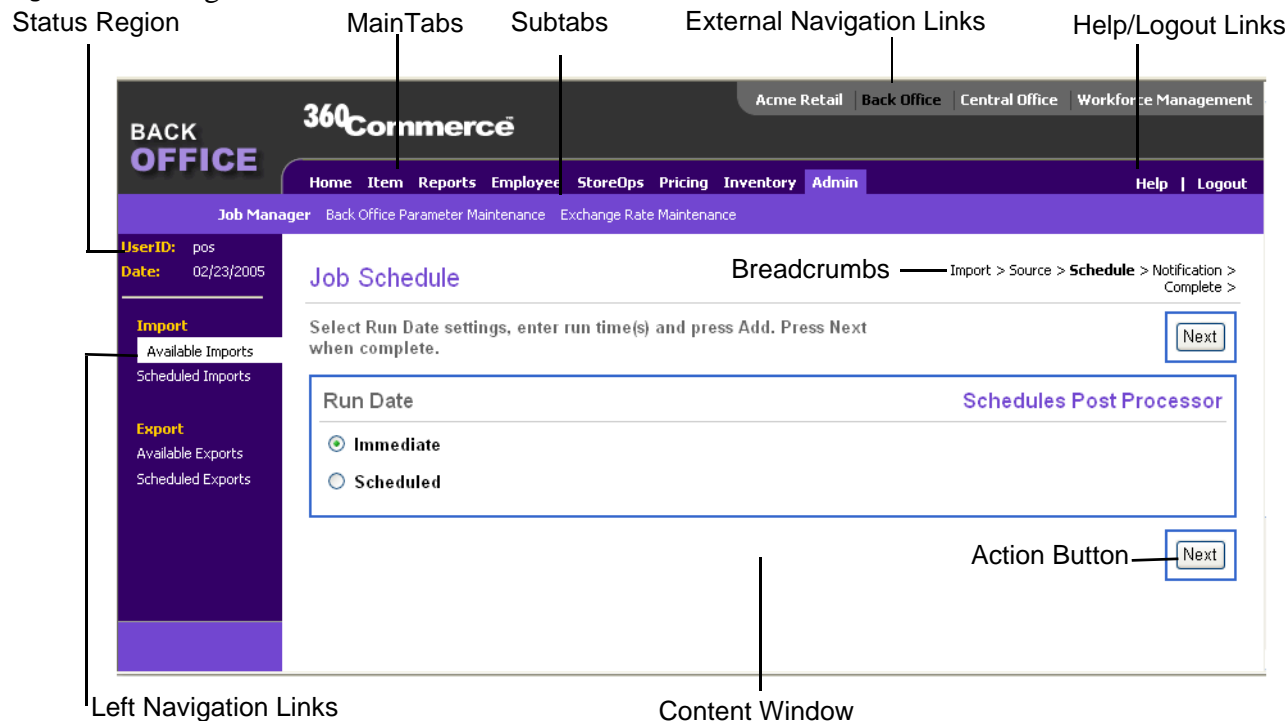 Status Region
MainTabs
Subtabs
External Navigation Links
Help/Logout Links
BACK
OFFICE
360Commerce
Acme Retail
Back Office
Central Office
Workforce Management
Home Item Reports Employee StoreOps Pricing Inventory Admin
Help | Logout
Job Manager Back Office Parameter Maintenance Exchange Rate Maintenance
UserID: pos
Date: 02/23/2005
Job Schedule
Breadcrumbs
Import > Source > Schedule > Notification >
Complete >
Import
Available Imports
Scheduled Imports
Export
Available Exports
Scheduled Exports
Select Run Date settings, enter run time(s) and press Add. Press Next
when complete.
Next
Run Date
Schedules Post Processor
Immediate
Scheduled
Action Button
Next
Left Navigation Links
Content Window